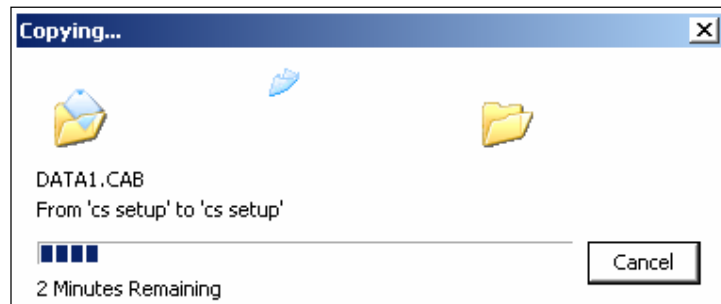 Copying...
DATA1.CAB
From 'cs setup' to 'cs setup'
Cancel
2 Minutes Remaining